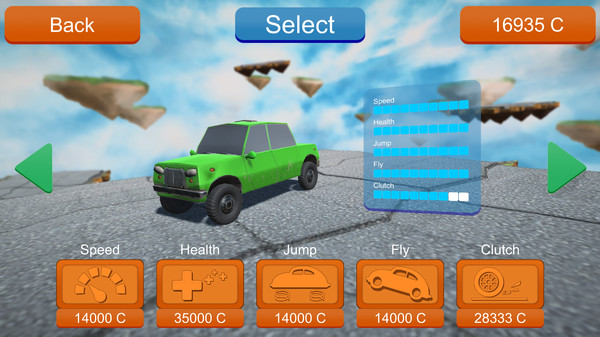 Back
Select
16935 C
Speed
Health
Jump
Fly
Clutch
Speed
Health
Jump
Fly
Clutch
14000 C
35000 C
14000 C
14000 C
28333 C